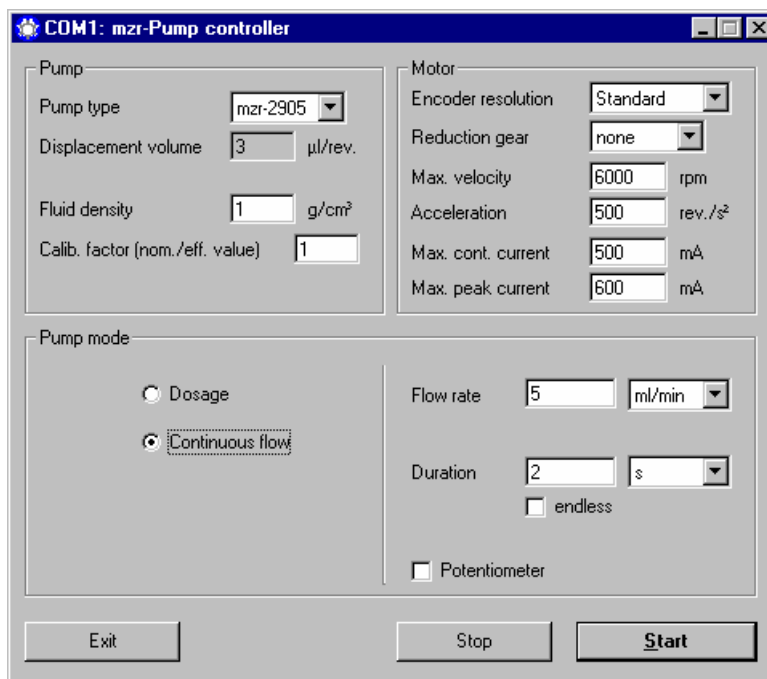 COM1: mzr-Pump controller
Pump
Pump type mzr-2905
Displacement volume 3 µl/rev.
Fluid density 1 g/cm³
Calib. factor (nom./eff. value) 1
Motor
Encoder resolution Standard
Reduction gear none
Max. velocity 6000 rpm
Acceleration 500 rev./s²
Max. cont. current 500 mA
Max. peak current 600 mA
Pump mode
Dosage
Continuous flow
Flow rate 5 ml/min
Duration 2 s
endless
Potentiometer
Exit Stop Start